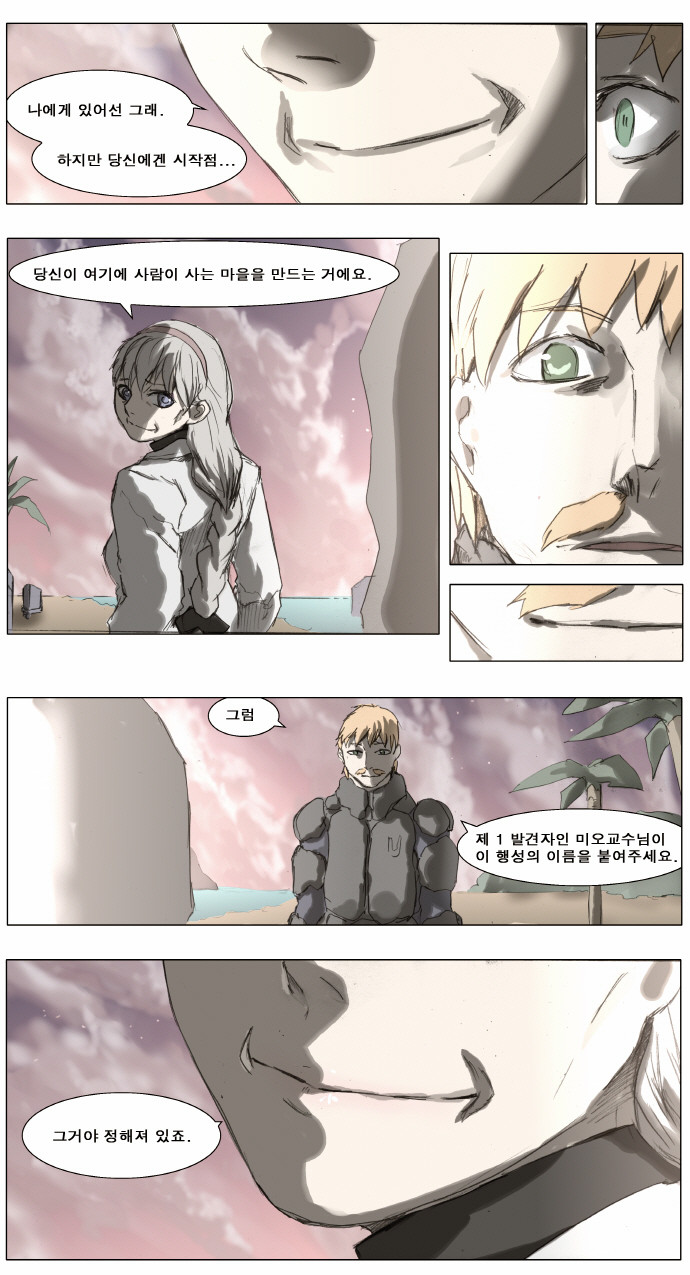 나에게 있어선 그래.
하지만 당신에겐 시작점...
당신이 여기에 사람이 사는 마을을 만드는 거에요.
그럼
제 1 발견자인 미오교수님이
이 행성의 이름을 붙여주세요.
그거야 정해져 있죠.